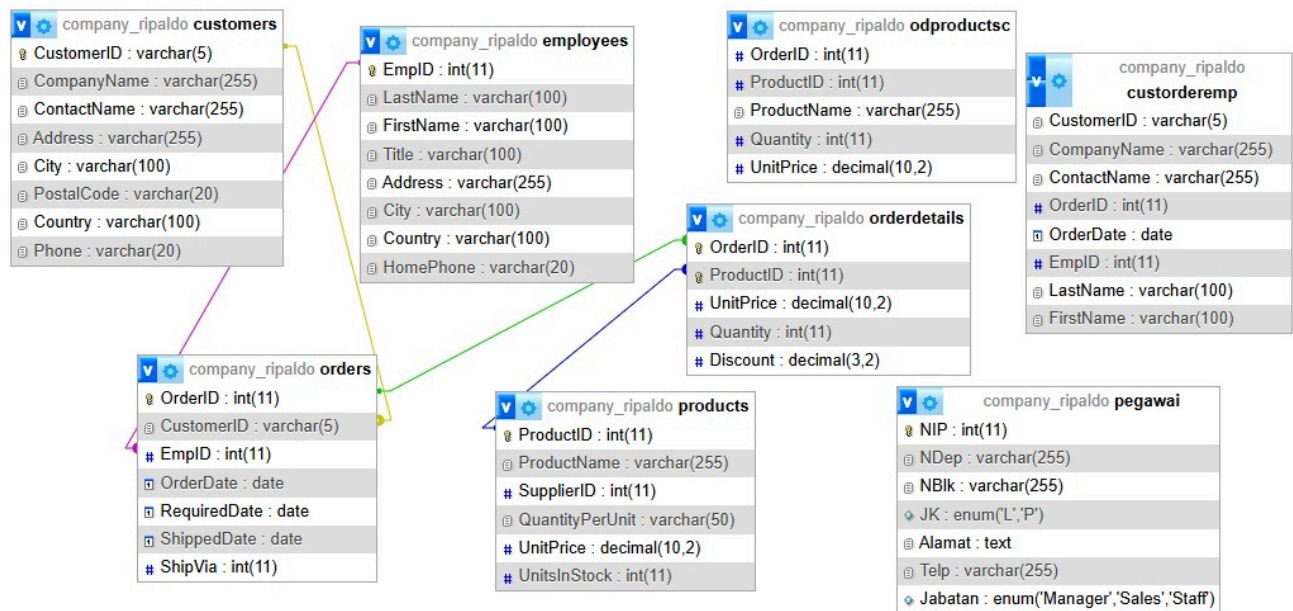 company_ripaldo customers
CustomerID : varchar(5)
CompanyName : varchar(255)
ContactName : varchar(255)
Address : varchar(255)
City : varchar(100)
PostalCode : varchar(20)
Country : varchar(100)
Phone : varchar(20)
company_ripaldo employees
EmpID : int(11)
LastName : varchar(100)
FirstName : varchar(100)
Title : varchar(100)
Address : varchar(255)
City : varchar(100)
Country : varchar(100)
HomePhone : varchar(20)
company_ripaldo odproductsc
OrderID : int(11)
ProductID : int(11)
ProductName : varchar(255)
Quantity : int(11)
UnitPrice : decimal(10,2)
company_ripaldo
custorderemp
CustomerID : varchar(5)
CompanyName : varchar(255)
ContactName : varchar(255)
OrderID : int(11)
OrderDate : date
EmpID : int(11)
LastName : varchar(100)
FirstName : varchar(100)
company_ripaldo orderdetails
OrderID : int(11)
ProductID : int(11)
UnitPrice : decimal(10,2)
Quantity : int(11)
Discount : decimal(3,2)
company_ripaldo orders
OrderID : int(11)
CustomerID : varchar(5)
EmpID : int(11)
OrderDate : date
RequiredDate : date
ShippedDate : date
ShipVia : int(11)
company_ripaldo products
ProductID : int(11)
ProductName : varchar(255)
SupplierID : int(11)
QuantityPerUnit : varchar(50)
UnitPrice : decimal(10,2)
UnitsInStock : int(11)
company_ripaldo pegawai
NIP : int(11)
NDep : varchar(255)
NBlk : varchar(255)
JK : enum('L','P')
Alamat : text
Telp : varchar(255)
Jabatan : enum('Manager','Sales','Staff')